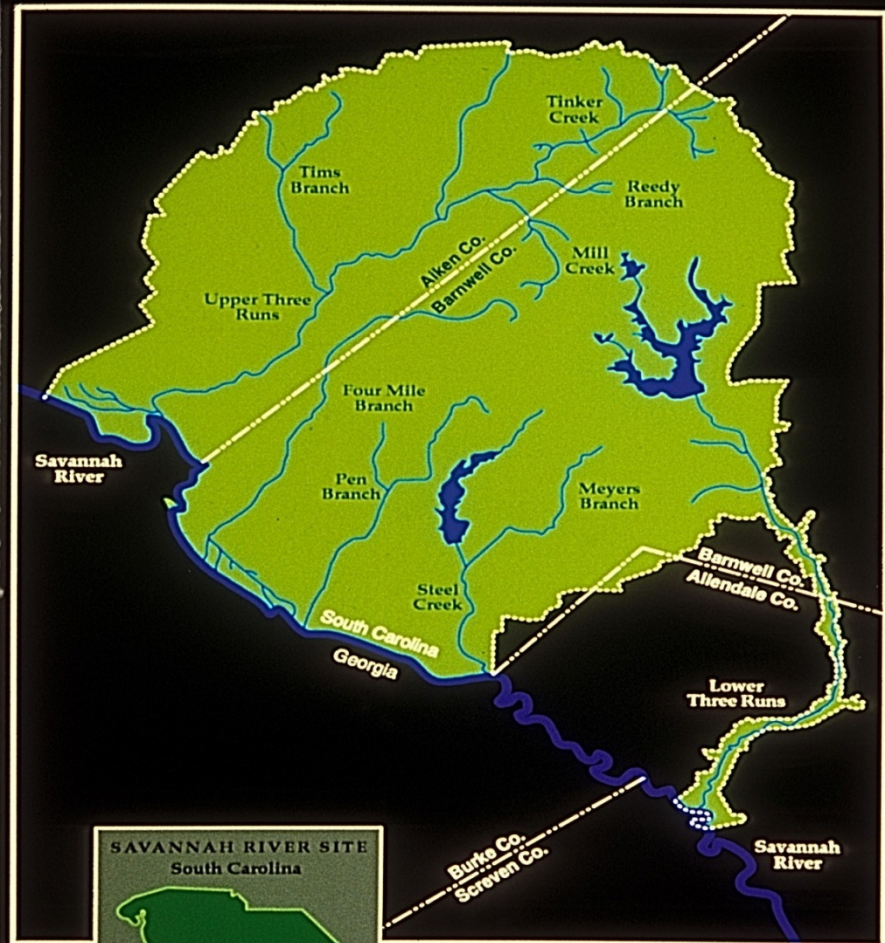 Tinker
Creek
Tims
Branch
Reedy
Branch
Aiken Co.
Barnwell Co.
Mill
Creek
Upper Three
Runs
Four Mile
Branch
Savannah
River
Pen
Branch
Meyers
Branch
Barnwell Co.
Allendale Co.
Steel
Creek
South Carolina
Georgia
Lower
Three Runs
Burke Co.
Screven Co.
Savannah
River
SAVANNAH RIVER SITE
South Carolina